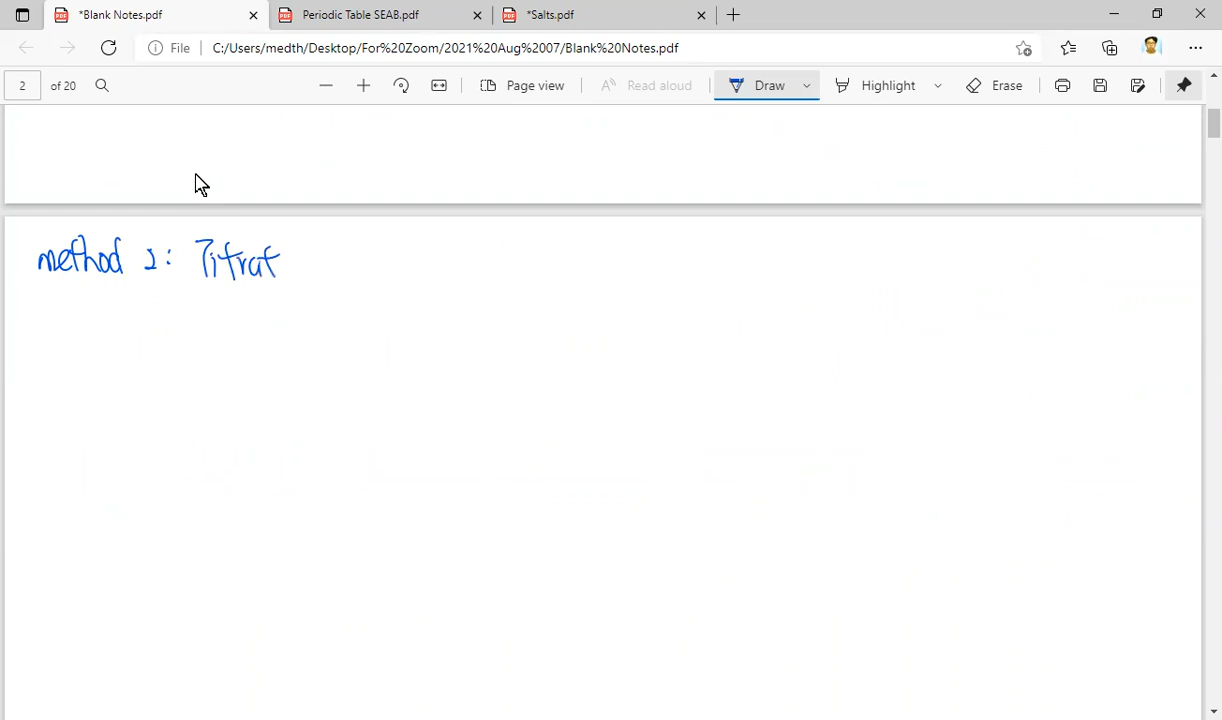 *Blank Notes.pdf
Periodic Table SEAB.pdf
*Salts.pdf
File
C:/Users/medth/Desktop/For%20Zoom/2021%20Aug%2007/Blank%20Notes.pdf
2 of 20
Page view
Read aloud
Draw
Highlight
Erase
method 2: Titrat